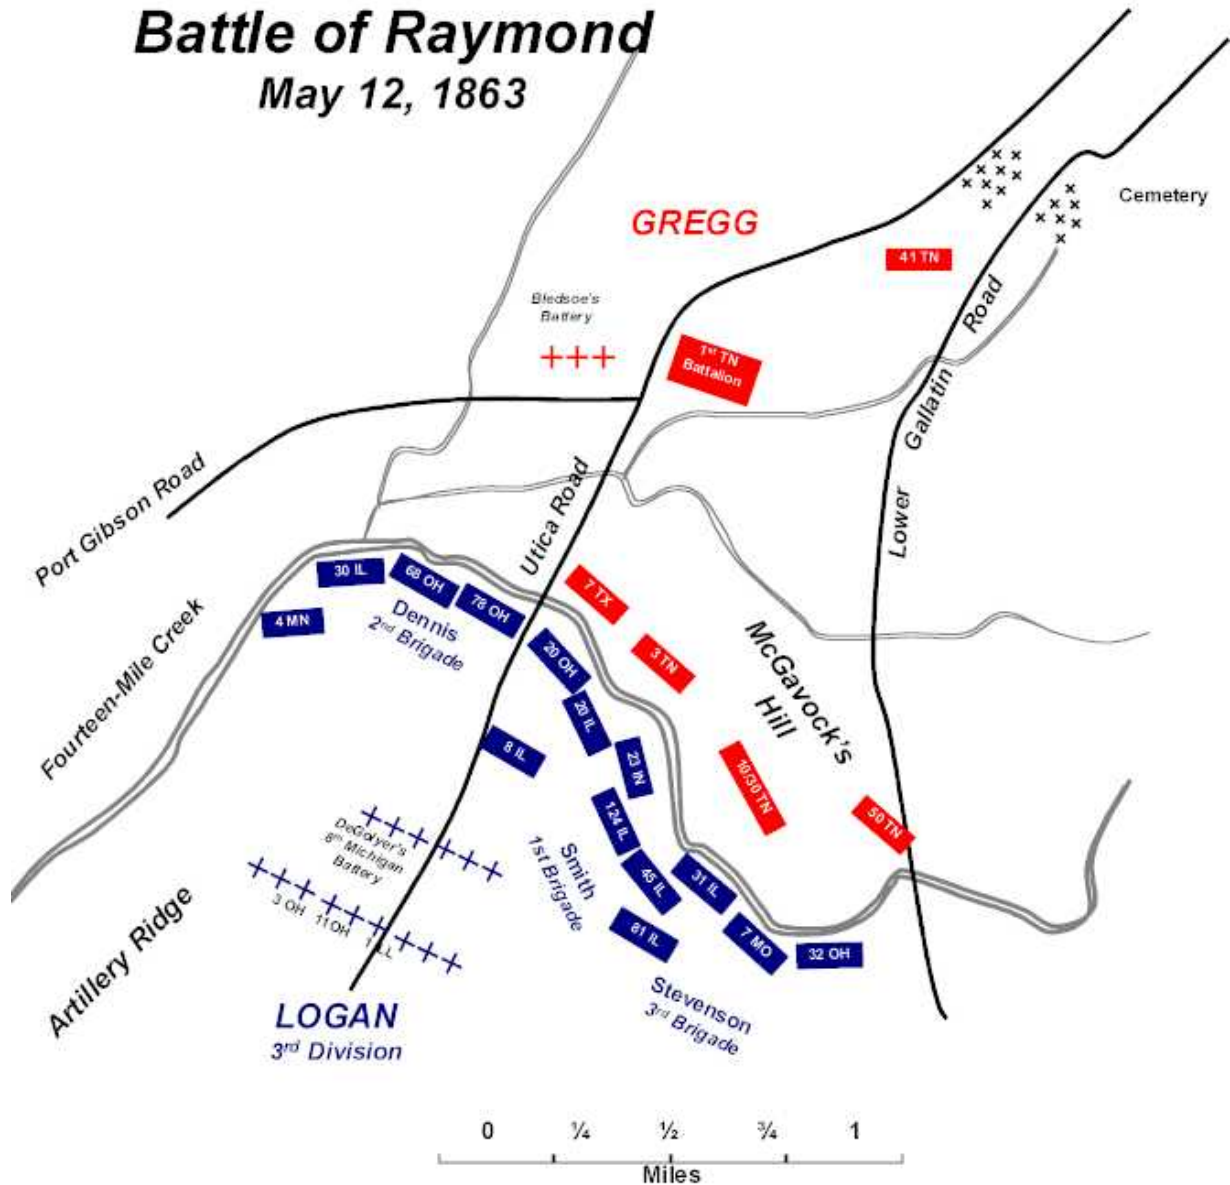 Battle of Raymond
May 12, 1863
Cemetery
GREGG
41 TN
Bledsoe's
Battery
1st TN
Battalion
Lower Gallatin Road
Port Gibson Road
Utica Road
Fourteen-Mile Creek
30 IL
68 OH
78 OH
4 MN
Dennis
2nd Brigade
7 TX
3 TN
McGavock's
Hill
20 OH
20 IL
8 IL
23 IN
10/30 TN
50 TN
124 IL
45 IL
31 IL
81 IL
7 MO
32 OH
Smith
1st Brigade
DeGolyer's
8th Michigan
Battery
3 OH
11 OH
Artillery Ridge
Stevenson
3rd Brigade
LOGAN
3rd Division
0 ¼ ½ ¾ 1
Miles